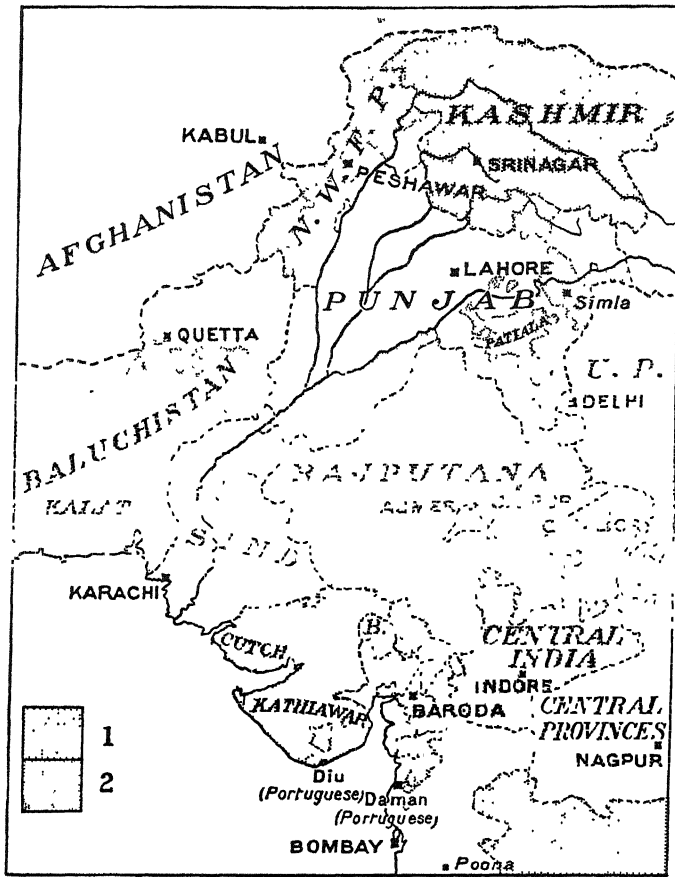 KASHMIR
N. W. F. P.
KABUL
SRINAGAR
PESHAWAR
AFGHANISTAN
LAHORE
PUNJAB
Simla
PATIALA
QUETTA
U. P.
DELHI
BALUCHISTAN
RAJPUTANA
KALAT
SIND
KARACHI
CUTCH
B.
CENTRAL
INDIA
INDORE
KATHIAWAR
BARODA
CENTRAL
PROVINCES
NAGPUR
1
2
Diu
(Portuguese)
Daman
(Portuguese)
BOMBAY
Poona